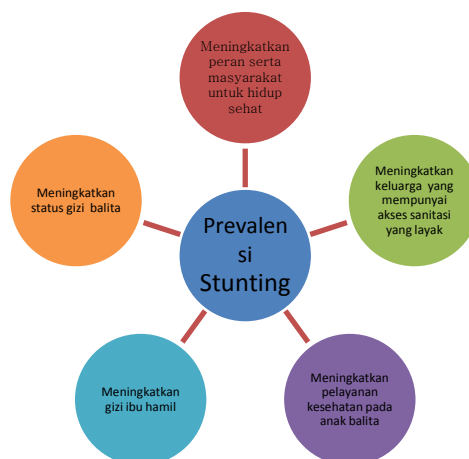 Meningkatkan
peran serta
masyarakat
untuk hidup
sehat
Meningkatkan
status gizi balita
Meningkatkan
keluarga yang
mempunyai
akses sanitasi
yang layak
Prevalen
si
Stunting
Meningkatkan
gizi ibu hamil
Meningkatkan
pelayanan
kesehatan pada
anak balita